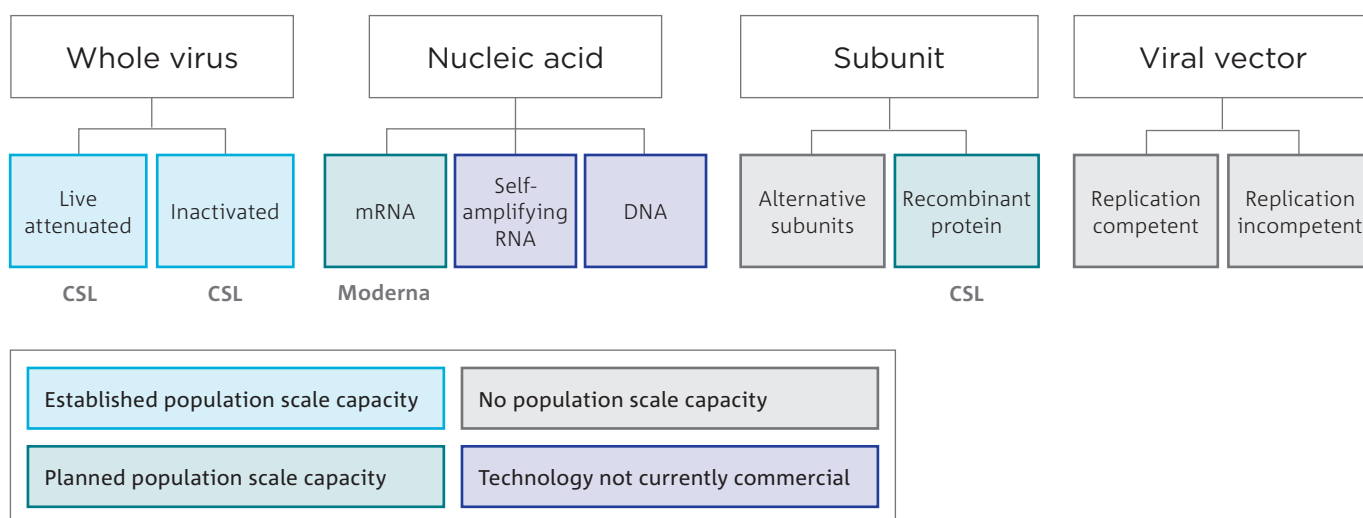 Whole virus
Nucleic acid
Subunit
Viral vector
Live
attenuated
Inactivated
mRNA
Self-
amplifying
RNA
DNA
Alternative
subunits
Recombinant
protein
Replication
competent
Replication
incompetent
CSL
CSL
Moderna
CSL
Established population scale capacity
No population scale capacity
Planned population scale capacity
Technology not currently commercial